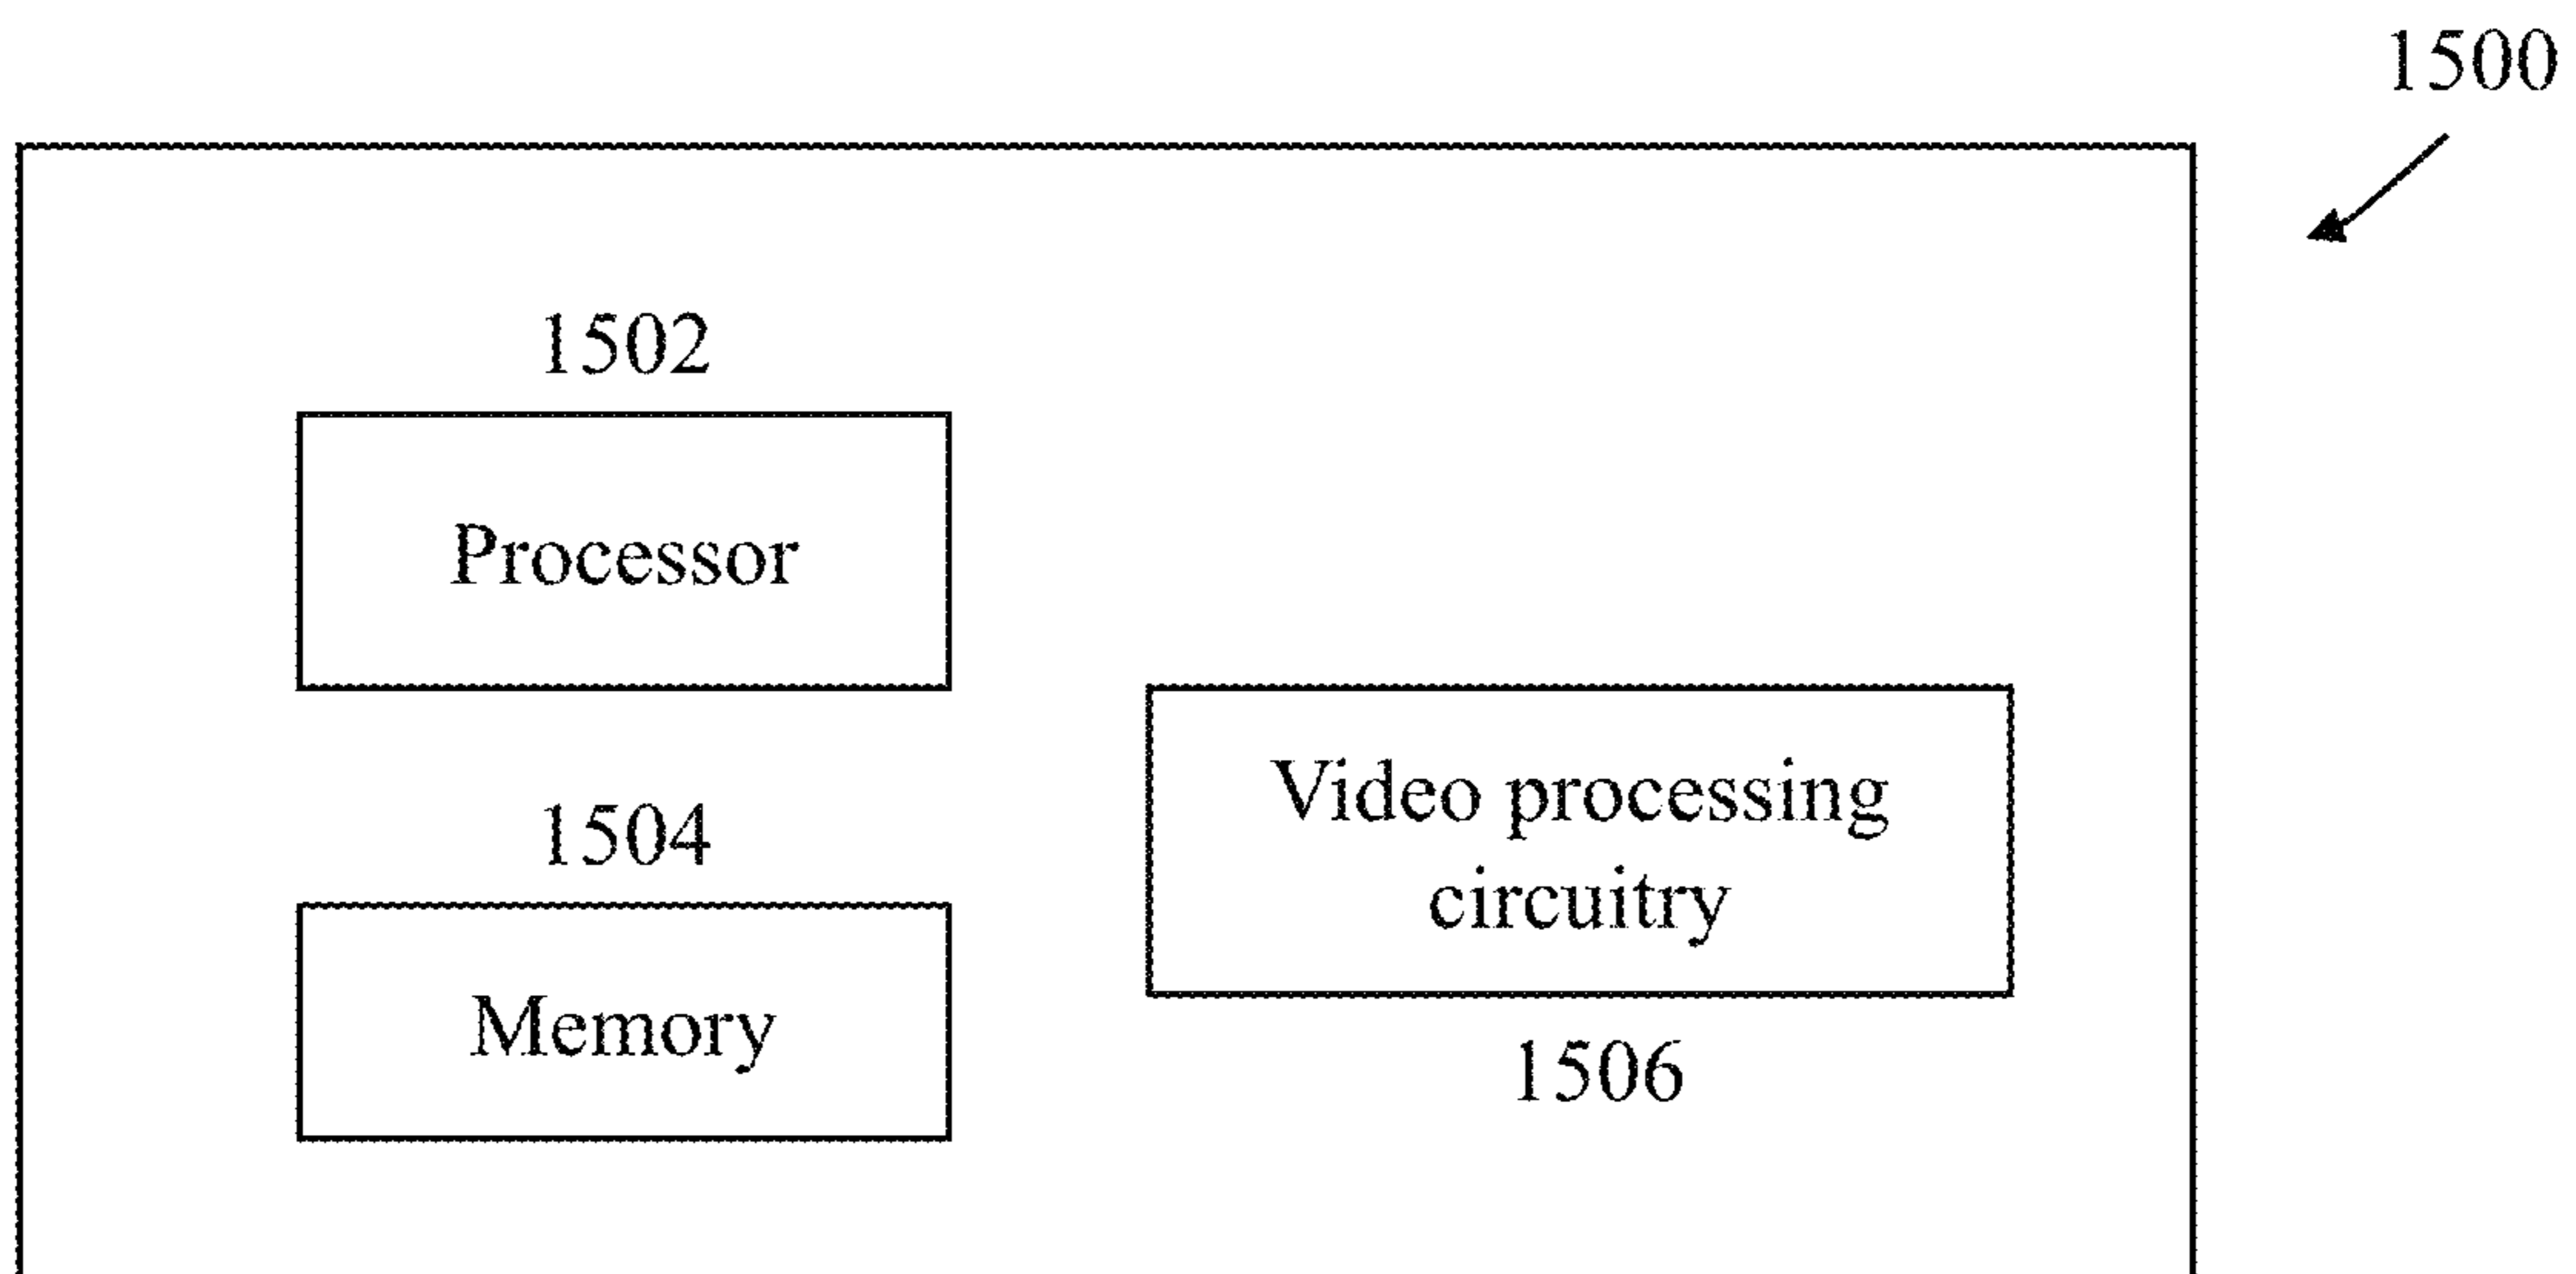 1500
1502
Processor
1504
Memory
Video processing
circuitry
1506